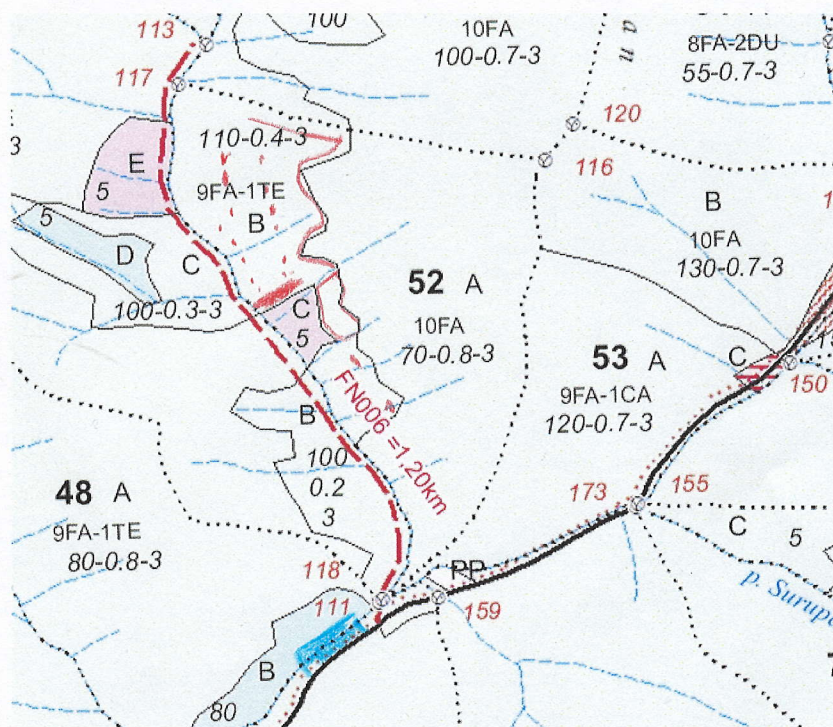 113
100
10FA
100-0.7-3
a n
8FA-2DU
55-0.7-3
117
120
116
110-0.4-3
9FA-1TE
B
E
5
3
5
D
C
100-0.3-3
B
10FA
130-0.7-3
52 A
10FA
70-0.8-3
C
5
53 A
9FA-1CA
120-0.7-3
C
150
FN006 =1,20km
B
100
0.2
3
48 A
9FA-1TE
80-0.8-3
173
155
C
5
118
111
PP
159
p. Surup
B
80